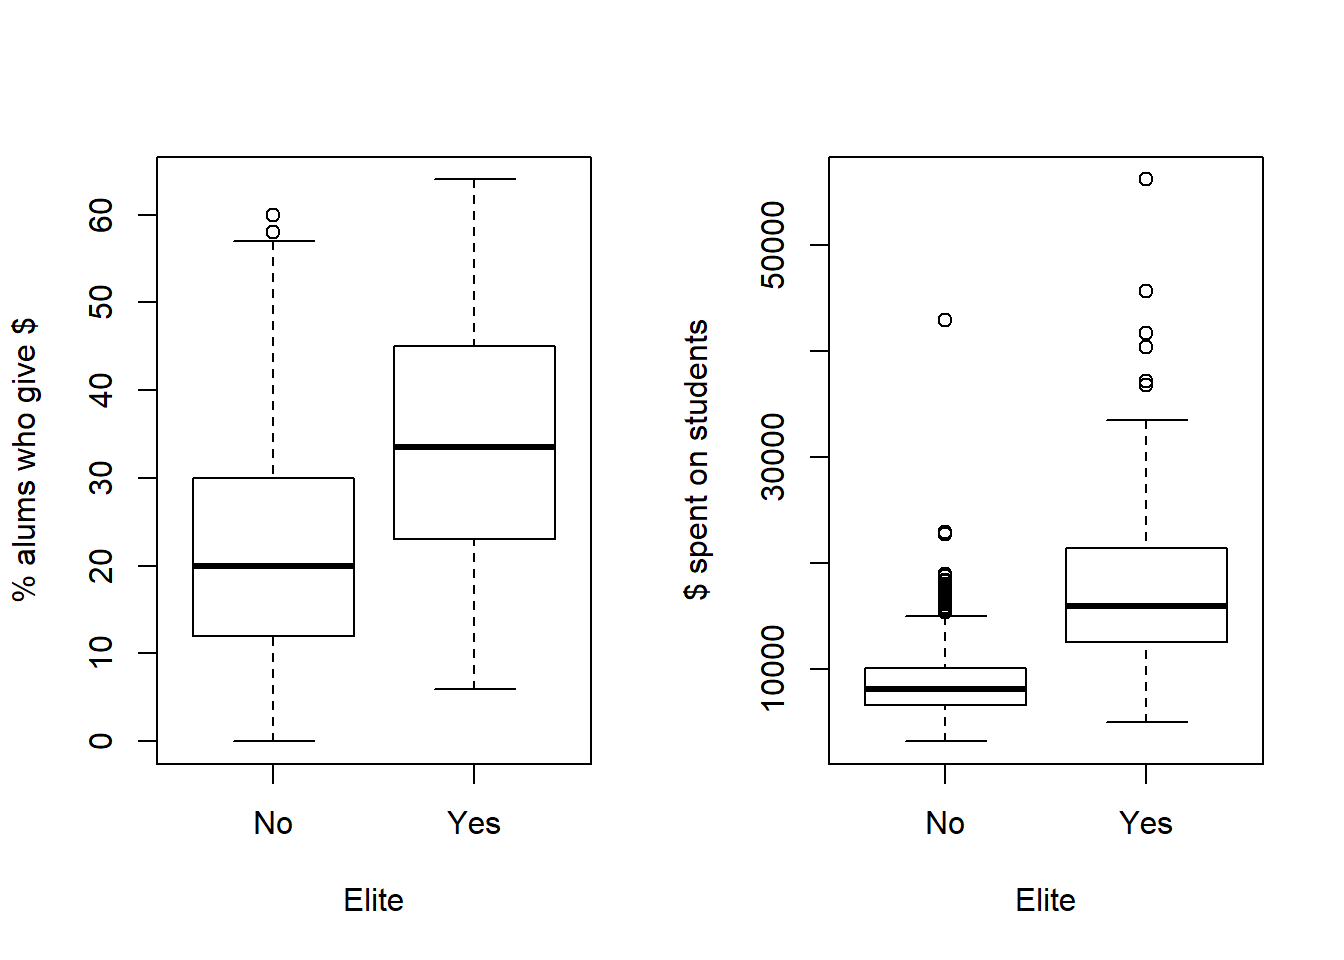 % alums who give $
60
50
40
30
20
10
0
No Yes
Elite
$ spent on students
50000
30000
10000
No Yes
Elite